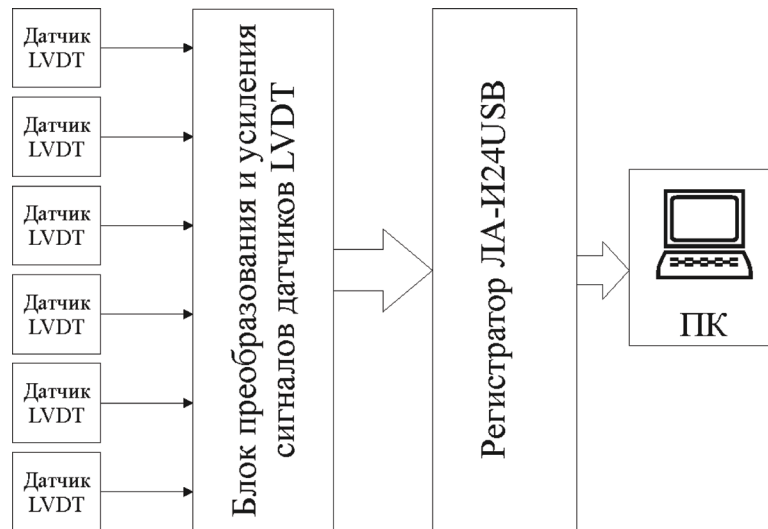 Датчик
LVDT
Датчик
LVDT
Датчик
LVDT
Датчик
LVDT
Датчик
LVDT
Датчик
LVDT
Блок преобразования и усиления
сигналов датчиков LVDT
Регистратор ЛА-И24USB
ПК